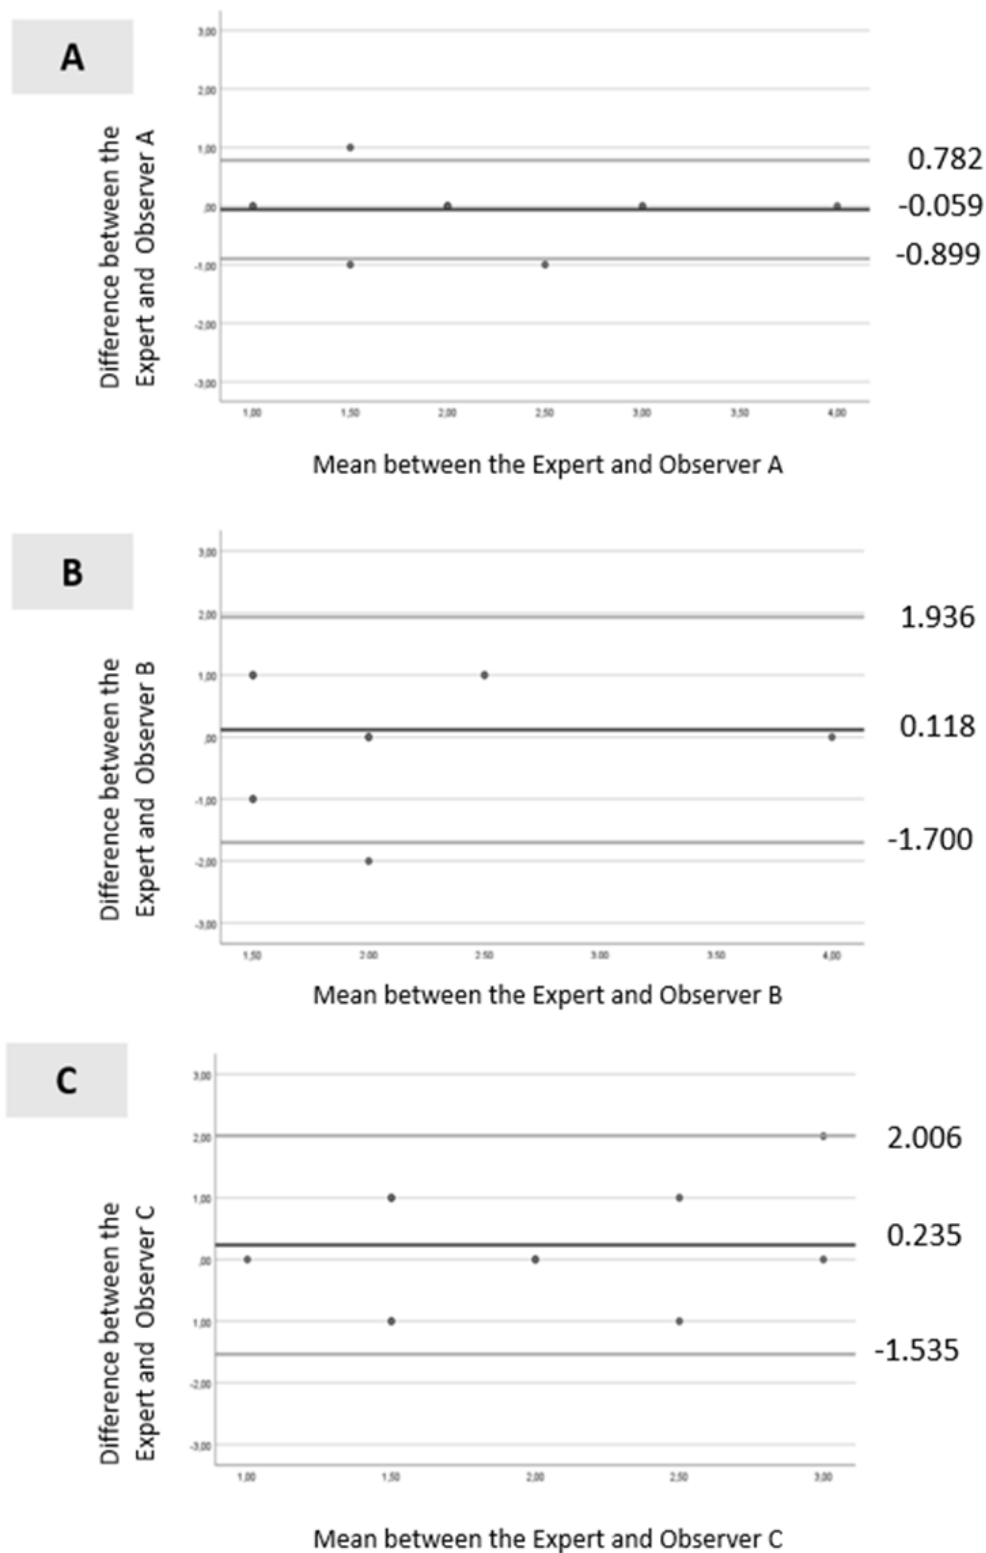 A
Difference between the
Expert and Observer A
3,00
2,00
1,00
,00
-1,00
-2,00
-3,00
0.782
-0.059
-0.899
1,00 1,50 2,00 2,50 3,00 3,50 4,00
Mean between the Expert and Observer A
B
Difference between the
Expert and Observer B
3,00
2,00
1,00
,00
-1,00
-2,00
-3,00
1.936
0.118
-1.700
1,50 2.00 2.50 3.00 3.50 4,00
Mean between the Expert and Observer B
C
Difference between the
Expert and Observer C
3,00
2,00
1,00
,00
1,00
-2,00
-3,00
2.006
0.235
-1.535
1,00 1,50 2,00 2,50 3,00
Mean between the Expert and Observer C